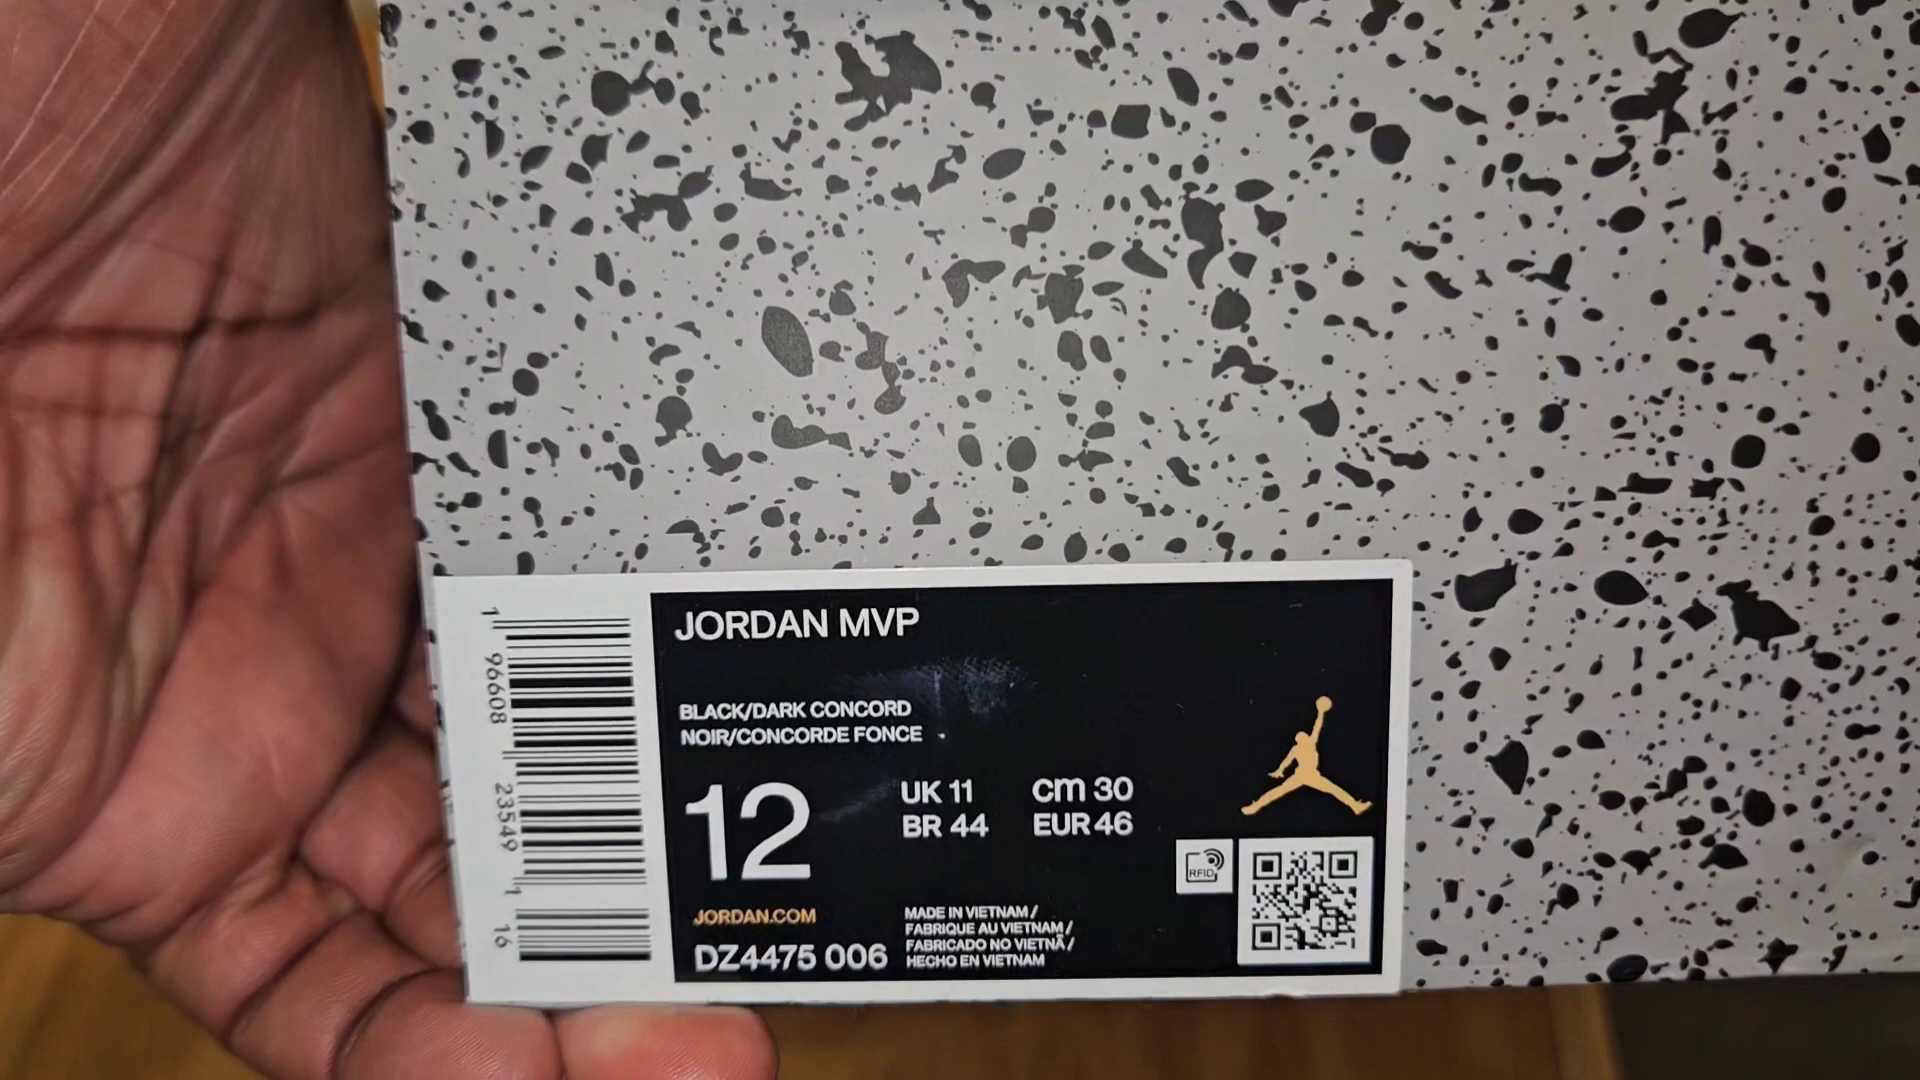 JORDAN MVP
BLACK/DARK CONCORD
NOIR/CONCORDE FONCE
12
UK 11
cm 30
BR 44
EUR 46
JORDAN.COM
DZ4475 006
MADE IN VIETNAM /
FABRIQUE AU VIETNAM /
FABRICADO NO VIETNÃ /
HECHO EN VIETNAM
RFID
1 96608 23549 1 16